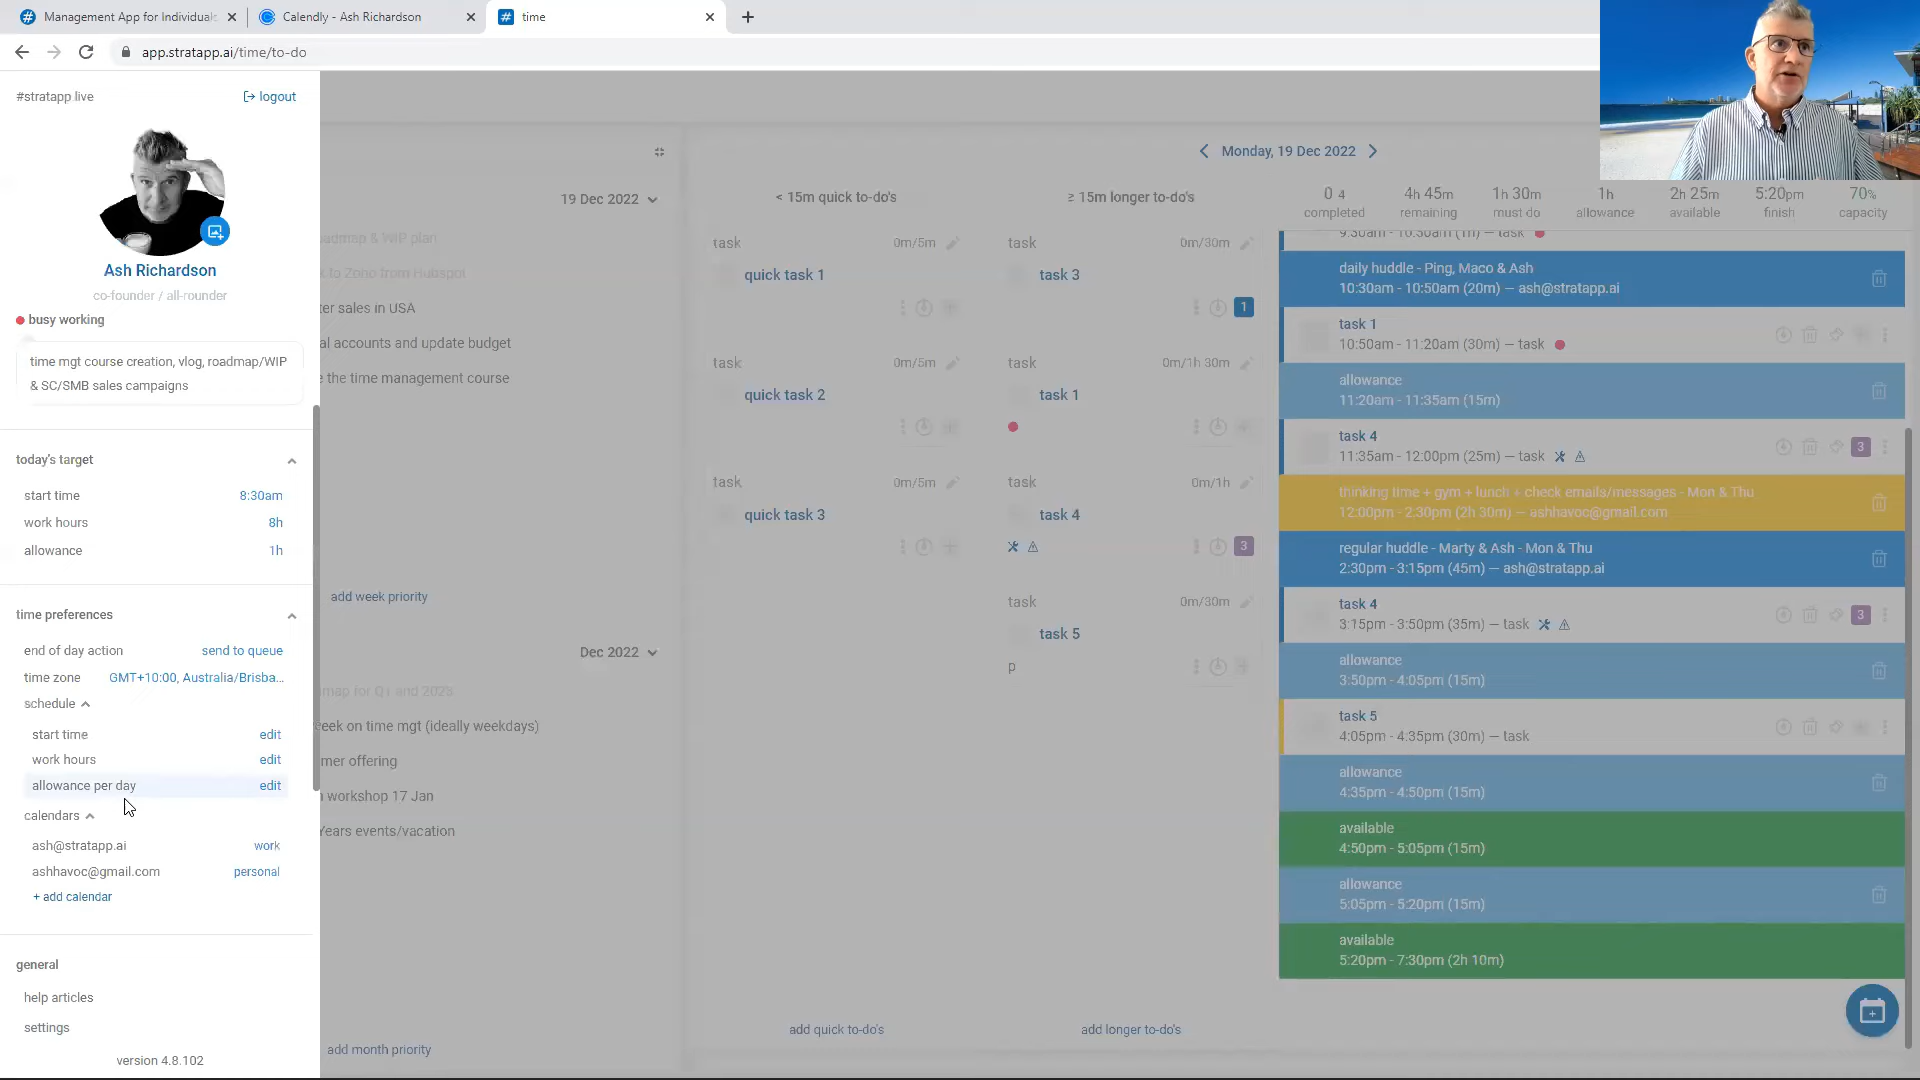 Management App for Individuals
Calendly - Ash Richardson
time
app.stratapp.ai/time/to-do
#stratapp live
logout
Ash Richardson
co-founder / all-rounder
busy working
time mgt course creation, vlog, roadmap/WIP
& SC/SMB sales campaigns
today's target
start time 8:30am
work hours 8h
allowance 1h
time preferences
end of day action send to queue
time zone GMT+10:00, Australia/Brisba...
schedule
start time edit
work hours edit
allowance per day edit
calendars
ash@stratapp.ai work
ashhavoc@gmail.com personal
+ add calendar
general
help articles
settings
version 4.8.102
19 Dec 2022
admap & WIP plan
to Zoho from Hubspot
ter sales in USA
al accounts and update budget
e the time management course
add week priority
Dec 2022
map for Q1 and 2023
eek on time mgt (ideally weekdays)
mer offering
workshop 17 Jan
Years events/vacation
add month priority
< 15m quick to-do's
task 0m/5m
quick task 1
task 0m/5m
quick task 2
task 0m/5m
quick task 3
add quick to-do's
≥ 15m longer to-do's
task 0m/30m
task 3
1
task 0m/1h 30m
task 1
task 0m/1h
task 4
3
task 0m/30m
task 5
p
add longer to-do's
Monday, 19 Dec 2022
0 4 4h 45m 1h 30m 1h 2h 25m 5:20pm 70%
completed remaining must do allowance available finish capacity
9:30am - 10:30am (1h) — task
daily huddle - Ping, Maco & Ash
10:30am - 10:50am (20m) — ash@stratapp.ai
task 1
10:50am - 11:20am (30m) — task
allowance
11:20am - 11:35am (15m)
task 4
11:35am - 12:00pm (25m) — task
3
thinking time + gym + lunch + check emails/messages - Mon & Thu
12:00pm - 2:30pm (2h 30m) — ashhavoc@gmail.com
regular huddle - Marty & Ash - Mon & Thu
2:30pm - 3:15pm (45m) — ash@stratapp.ai
task 4
3:15pm - 3:50pm (35m) — task
3
allowance
3:50pm - 4:05pm (15m)
task 5
4:05pm - 4:35pm (30m) — task
allowance
4:35pm - 4:50pm (15m)
available
4:50pm - 5:05pm (15m)
allowance
5:05pm - 5:20pm (15m)
available
5:20pm - 7:30pm (2h 10m)